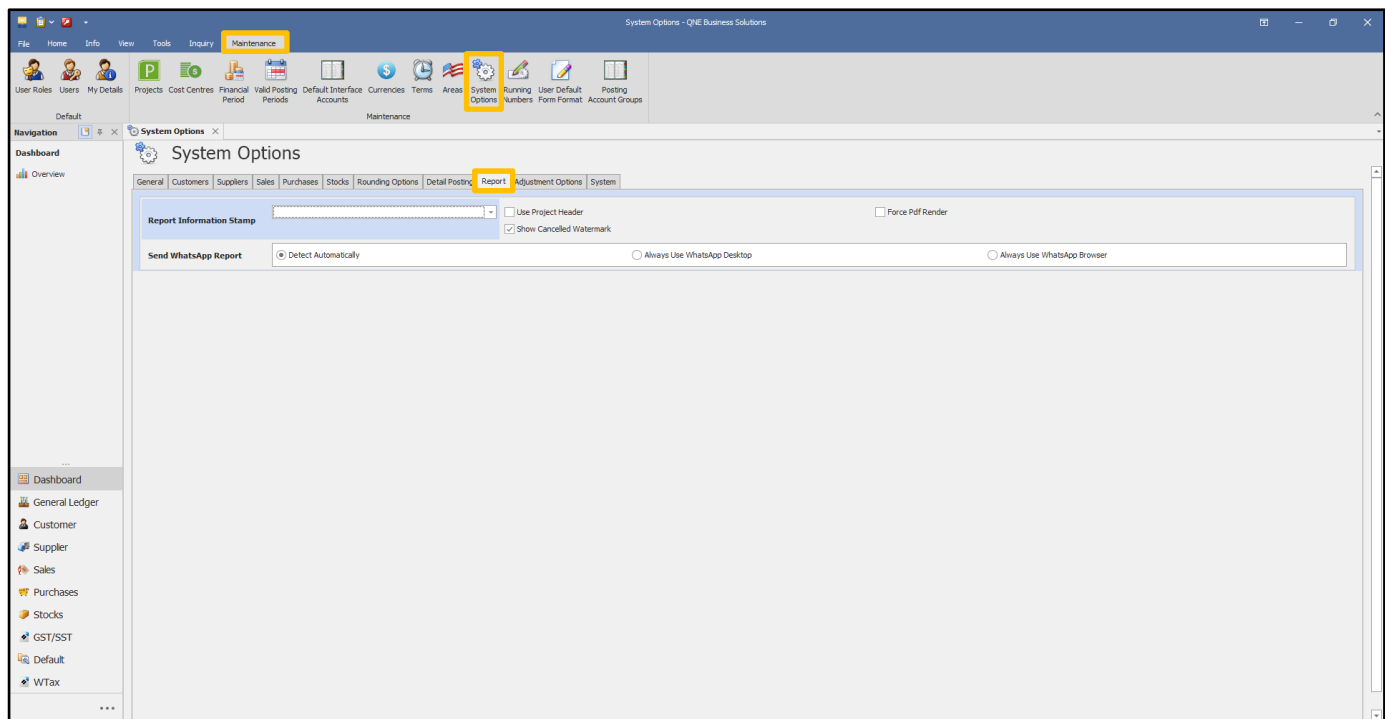 System Options - QNE Business Solutions
File Home Info View Tools Inquiry Maintenance
User Roles Users My Details Projects Cost Centres Financial Period Valid Posting Periods Default Interface Accounts Currencies Terms Areas System Options Running Numbers User Default Form Format Posting Account Groups
Default Maintenance
Navigation System Options
Dashboard
System Options
Overview
General Customers Suppliers Sales Purchases Stocks Rounding Options Detail Posting Report Adjustment Options System
Report Information Stamp Use Project Header Force Pdf Render
Show Cancelled Watermark
Send WhatsApp Report Detect Automatically Always Use WhatsApp Desktop Always Use WhatsApp Browser
Dashboard
General Ledger
Customer
Supplier
Sales
Purchases
Stocks
GST/SST
Default
WTax